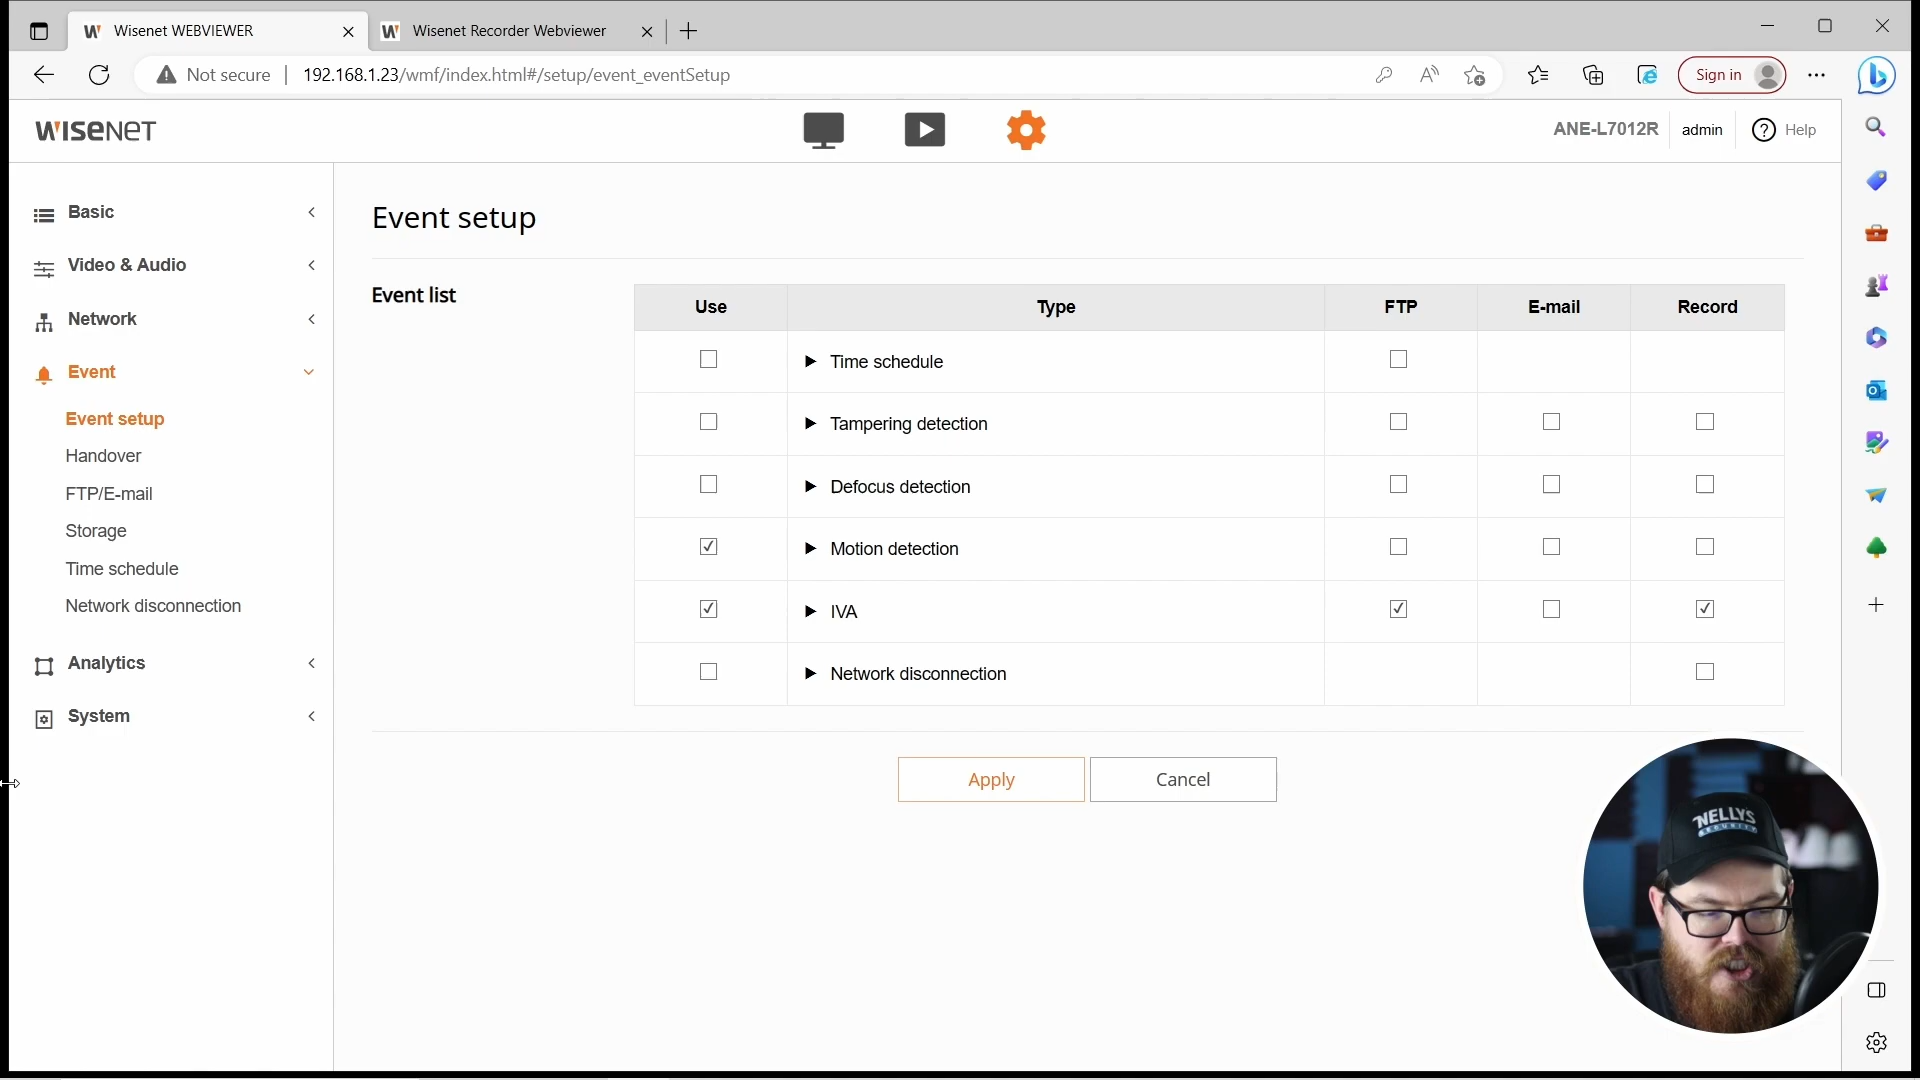 Wisenet WEBVIEWER
Wisenet Recorder Webviewer
Not secure
192.168.1.23/wmf/index.html#/setup/event_eventSetup
Sign in
WISENET
ANE-L7012R
admin
Help
Basic
Video & Audio
Network
Event
Event setup
Handover
FTP/E-mail
Storage
Time schedule
Network disconnection
Analytics
System
Event setup
Event list
Use Type FTP E-mail Record
Time schedule
Tampering detection
Defocus detection
Motion detection
IVA
Network disconnection
Apply
Cancel
NELLYS
SECURITY